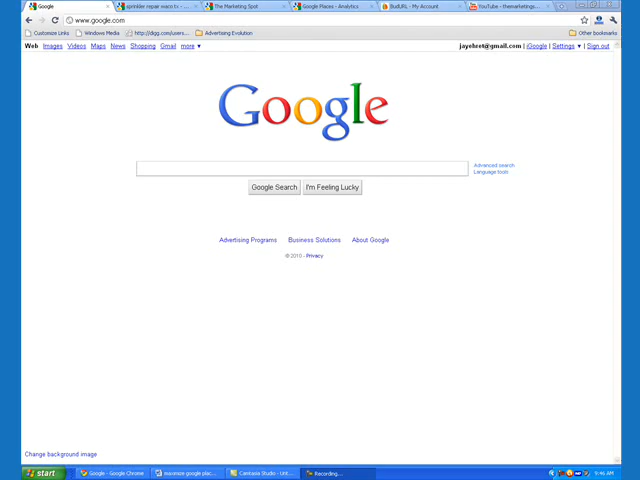 Google
sprinkler repair waco tx - ...
The Marketing Spot
Google Places - Analytics
BudURL - My Account
YouTube - themarketings...
www.google.com
Customize Links
Windows Media
http://digg.com/users...
Advertising Evolution
Other bookmarks
Web Images Videos Maps News Shopping Gmail more ▼
jayehret@gmail.com | iGoogle | Settings ▼ | Sign out
Google
Advanced search
Language tools
Google Search
I'm Feeling Lucky
Advertising Programs
Business Solutions
About Google
© 2010 - Privacy
Change background image
start
Google - Google Chrome
maximize google plac...
Camtasia Studio - Unt...
Recording...
9:46 AM